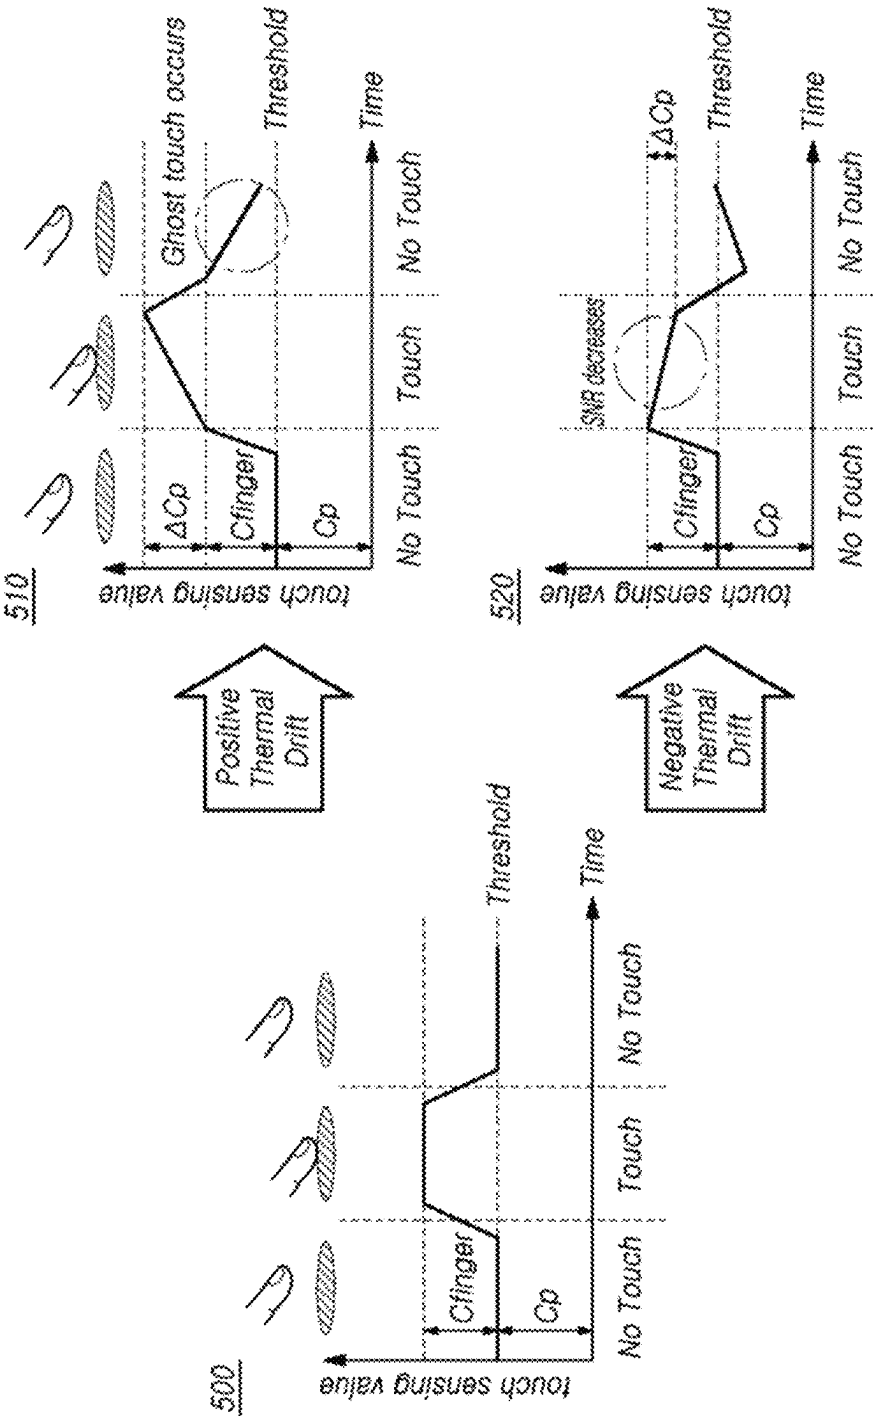 500
touch sensing value
Cfinger
Cp
Threshold
Time
No Touch
Touch
No Touch
Positive
Thermal
Drift
510
touch sensing value
ΔCp
Cfinger
Cp
Ghost touch occurs
Threshold
Time
No Touch
Touch
No Touch
Negative
Thermal
Drift
520
touch sensing value
Cfinger
Cp
SNR decreases
ΔCp
Threshold
Time
No Touch
Touch
No Touch